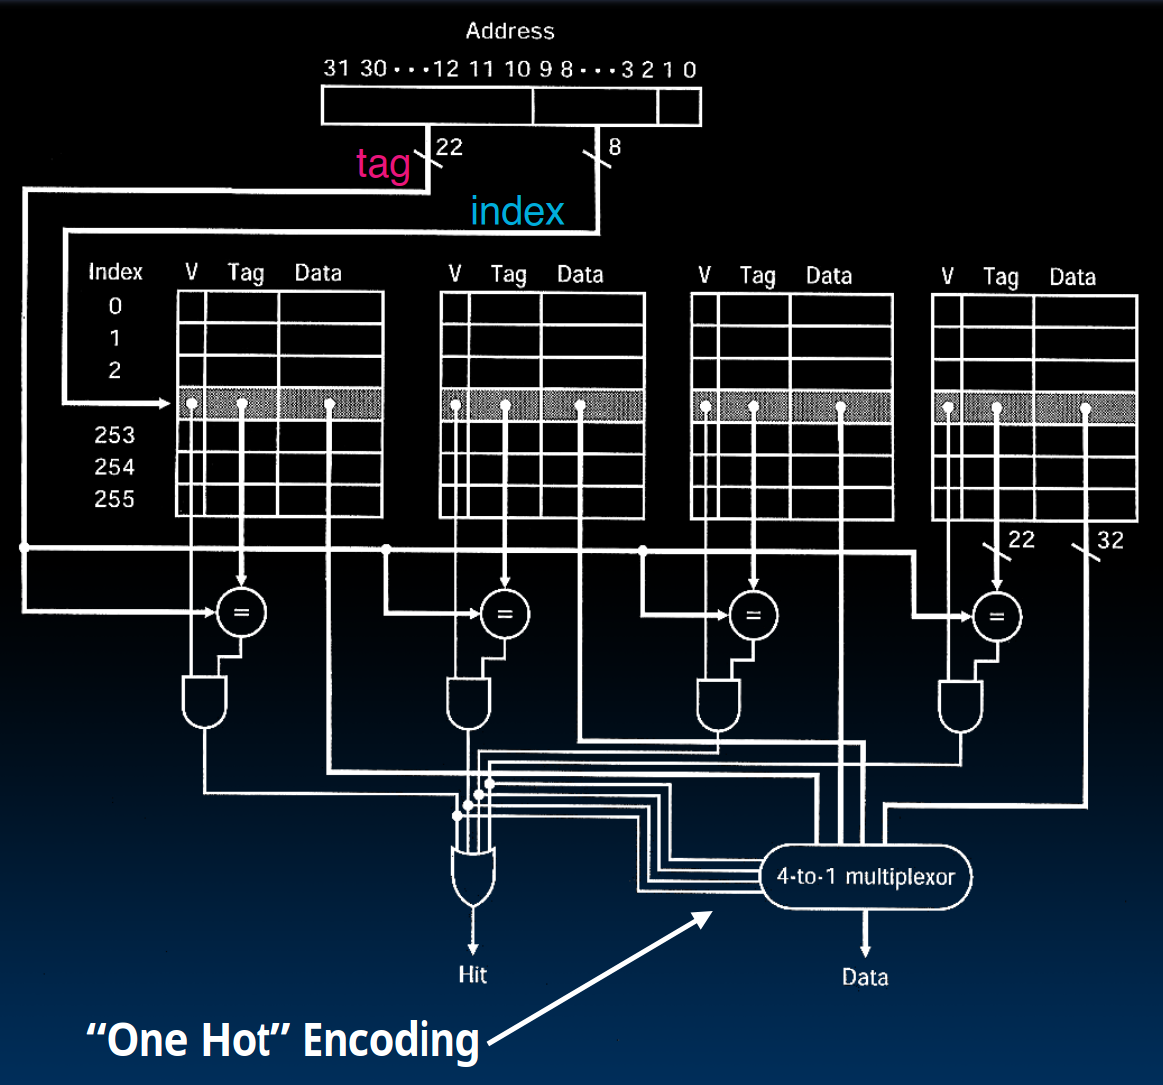 Address
31 30 ··· 12 11 10 9 8 ··· 3 2 1 0
22
8
tag
index
Index V Tag Data V Tag Data V Tag Data V Tag Data
0
1
2
253
254
255
22
32
= = = =
4-to-1 multiplexor
Hit
Data
“One Hot” Encoding